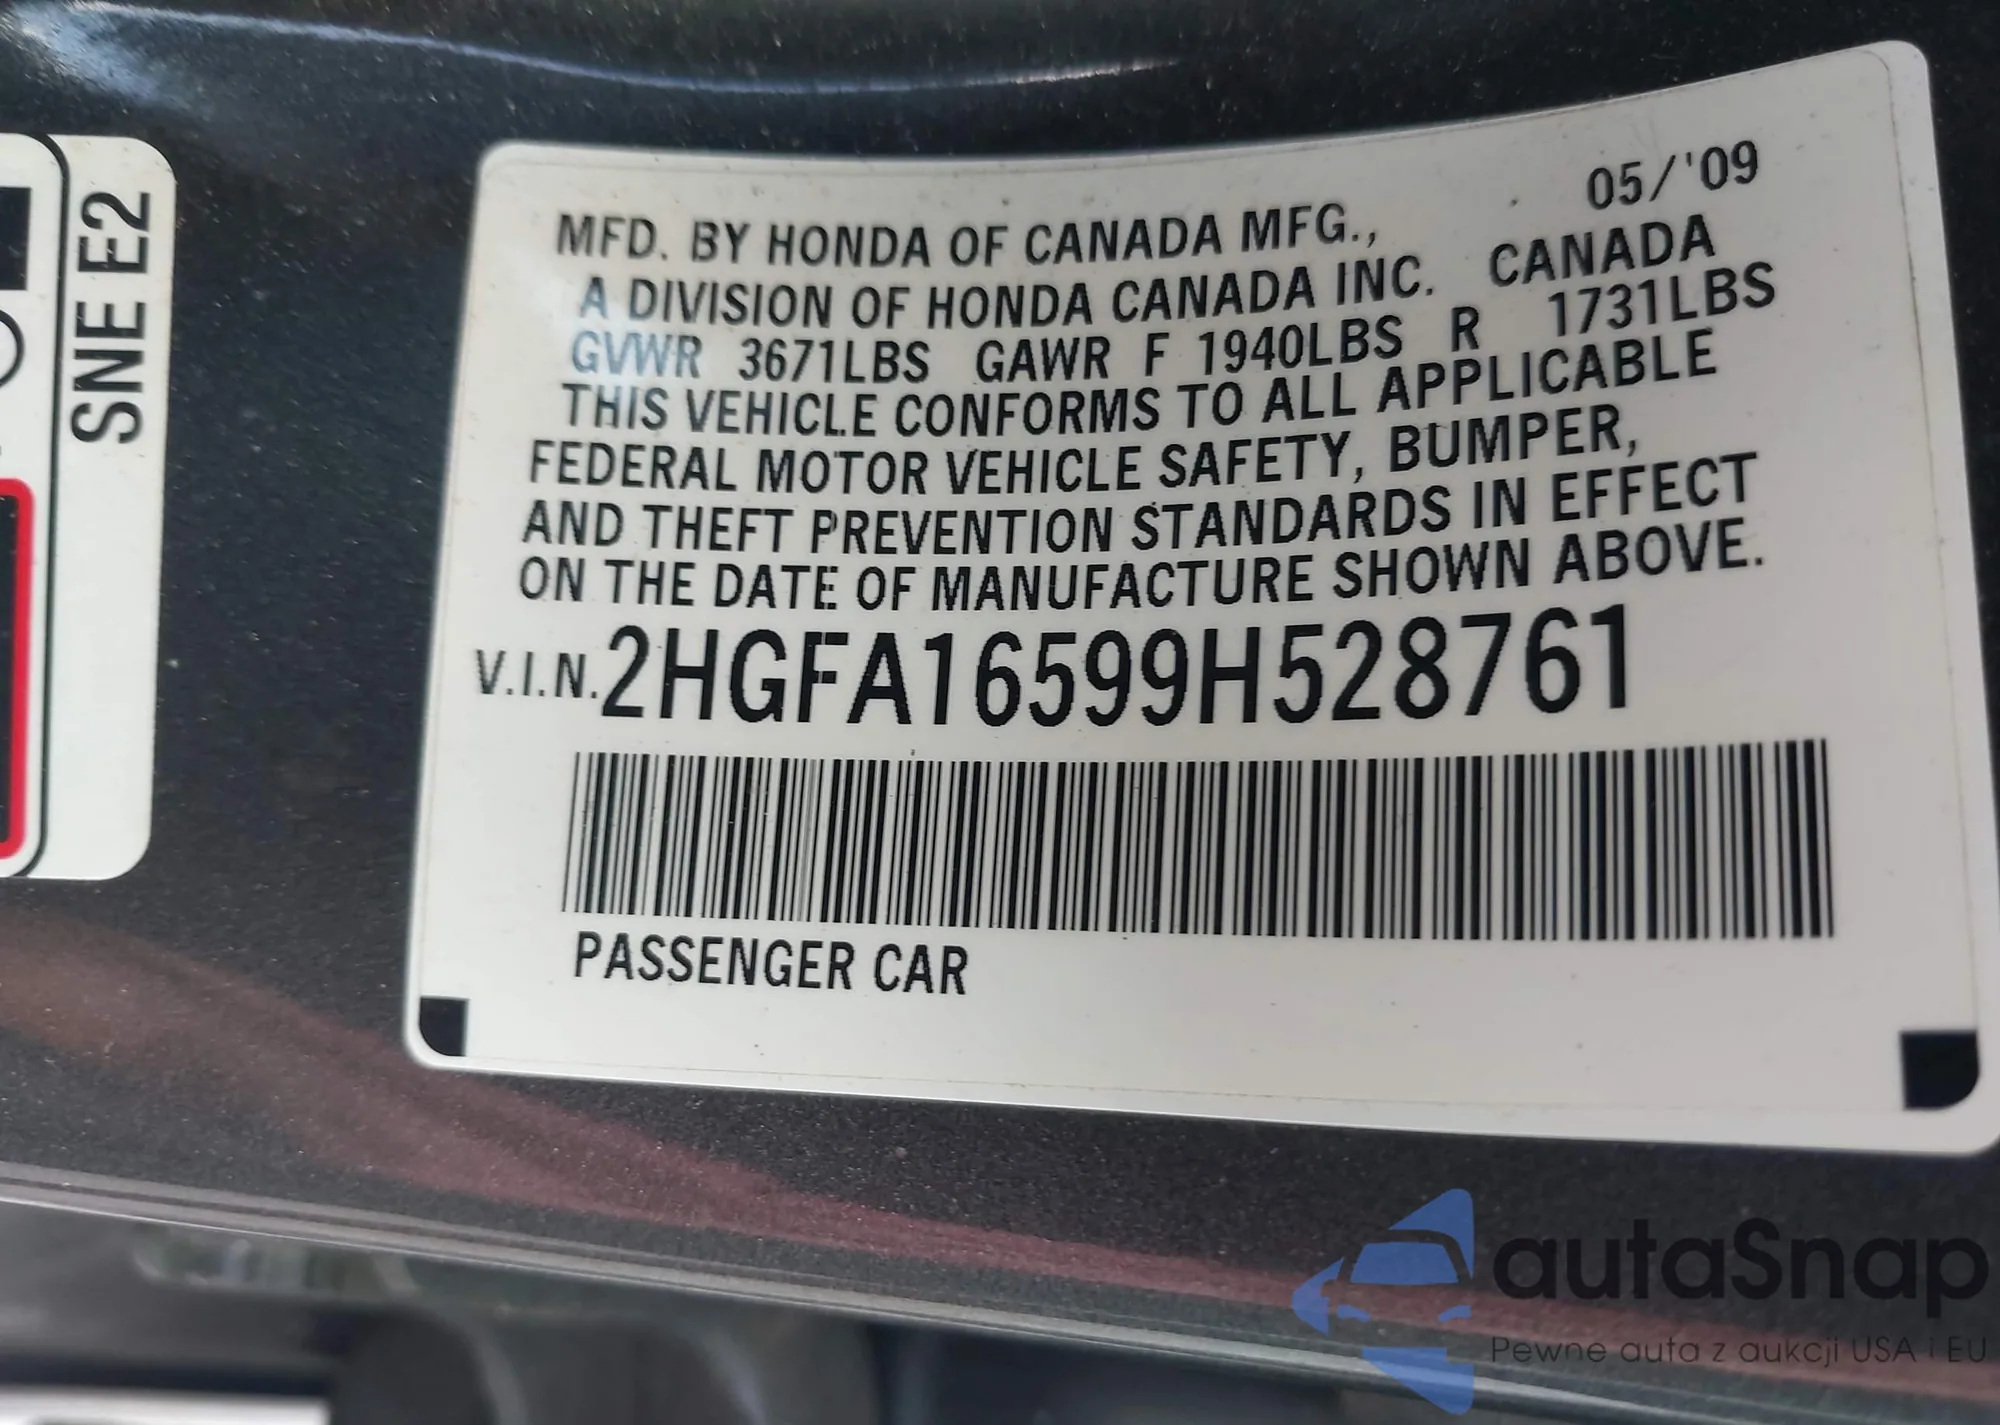 SNE E2
05/'09
MFD. BY HONDA OF CANADA MFG.,
A DIVISION OF HONDA CANADA INC. CANADA
GVWR 3671LBS GAWR F 1940LBS R 1731LBS
THIS VEHICLE CONFORMS TO ALL APPLICABLE
FEDERAL MOTOR VEHICLE SAFETY, BUMPER,
AND THEFT PREVENTION STANDARDS IN EFFECT
ON THE DATE OF MANUFACTURE SHOWN ABOVE.
V.I.N. 2HGFA16599H528761
PASSENGER CAR
autaSnap
Pewne auta z aukcji USA i EU